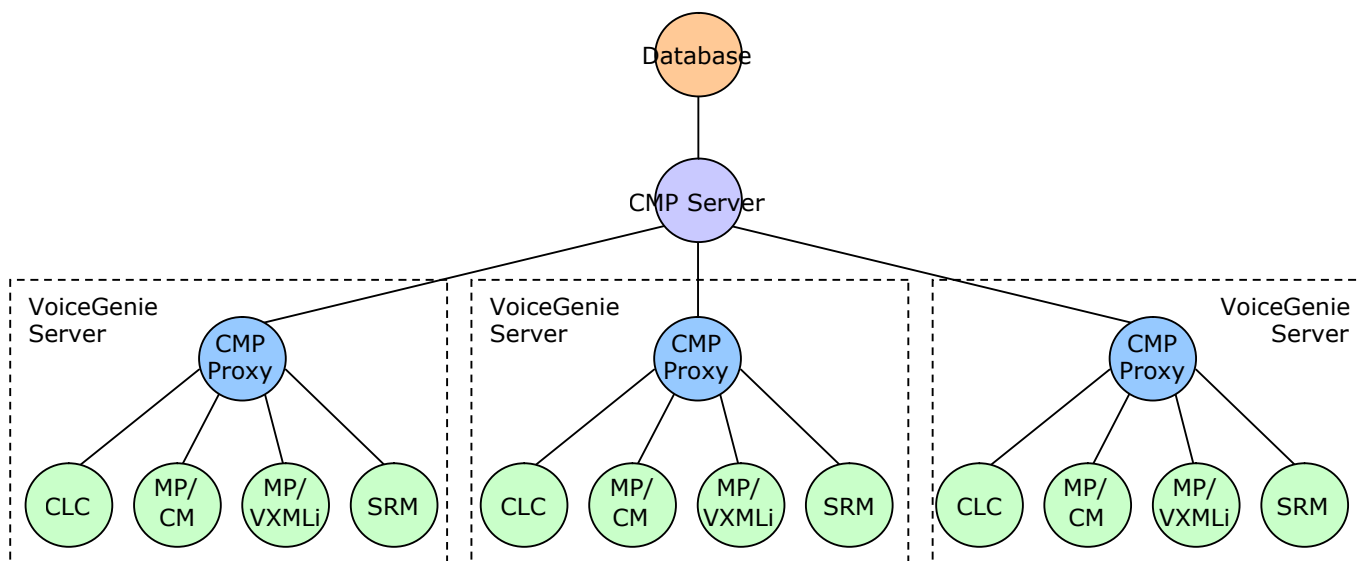 Database
CMP Server
VoiceGenie
Server
CMP
Proxy
CLC
MP/
CM
MP/
VXMLi
SRM
VoiceGenie
Server
CMP
Proxy
CLC
MP/
CM
MP/
VXMLi
SRM
VoiceGenie
Server
CMP
Proxy
CLC
MP/
CM
MP/
VXMLi
SRM